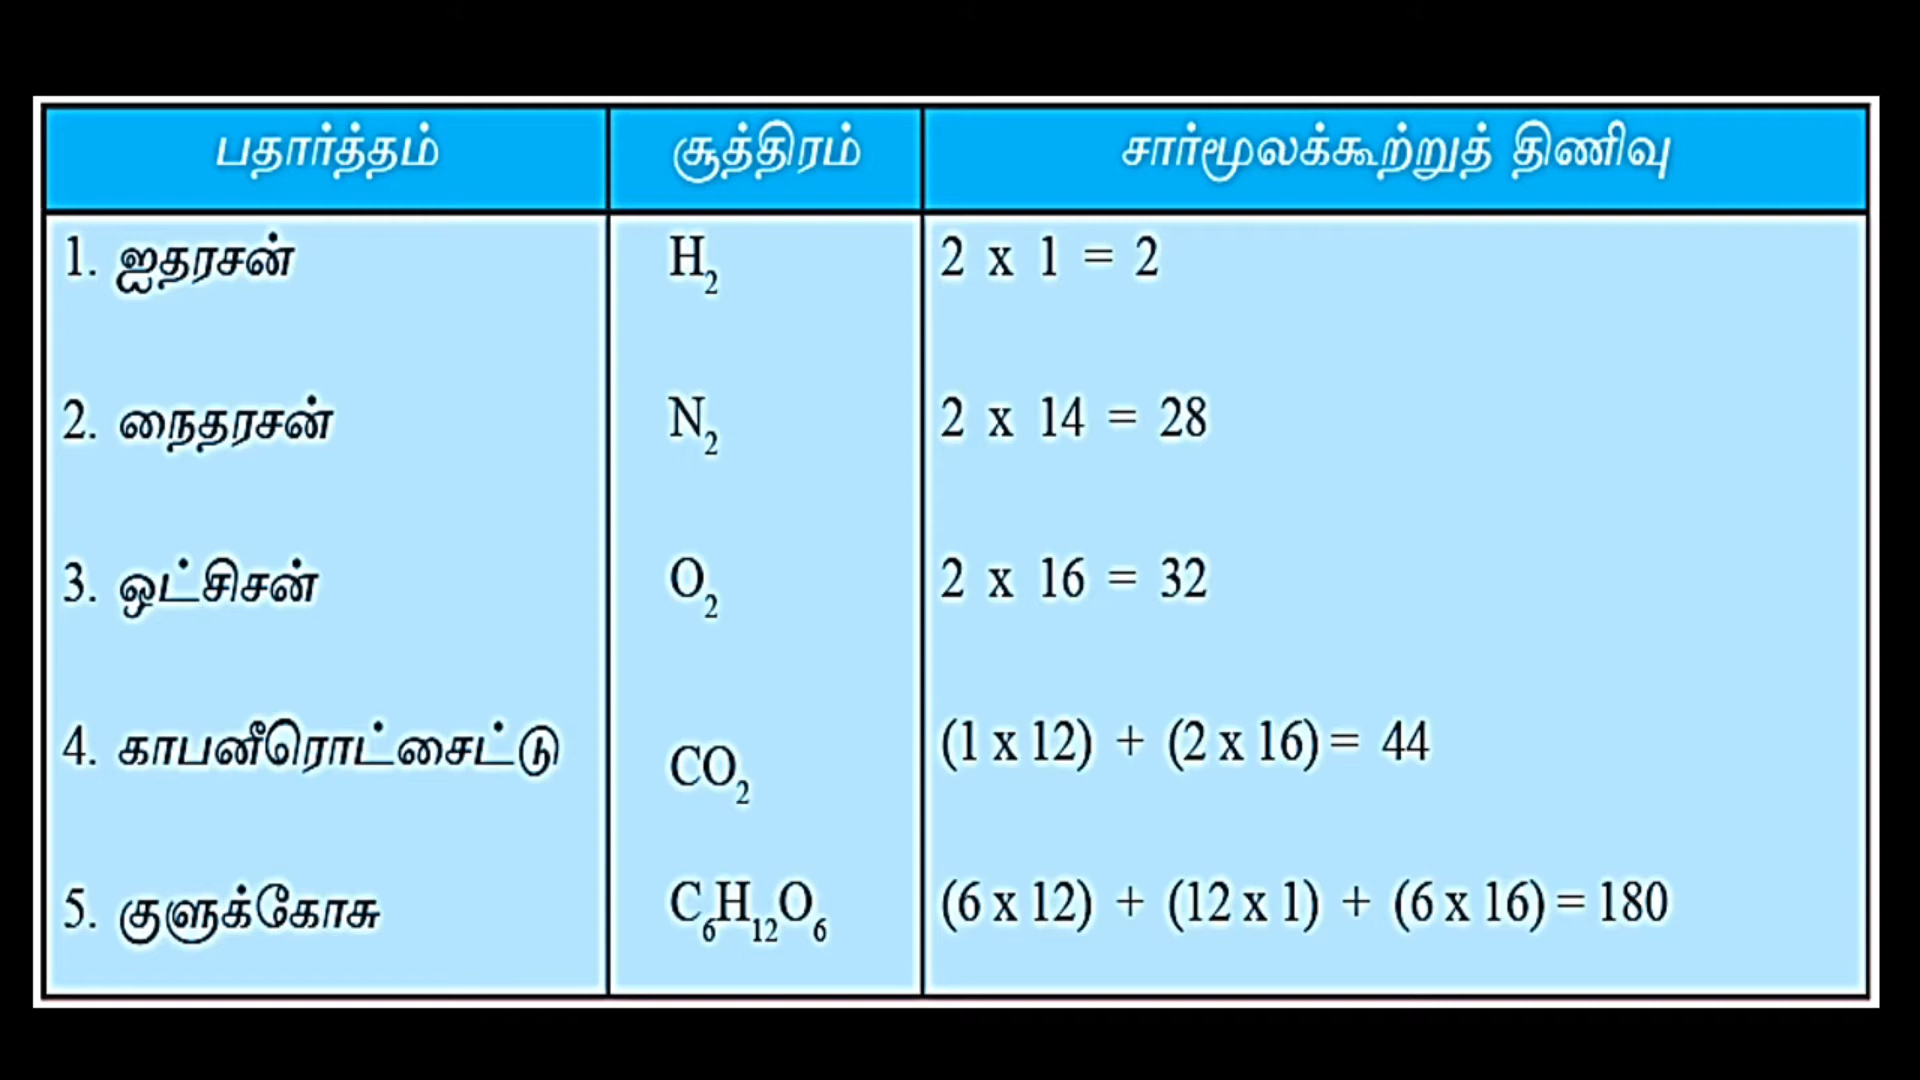 பதார்த்தம் சூத்திரம் சார்மூலக்கூற்றுத் திணிவு
1. ஐதரசன் H₂ 2 x 1 = 2
2. நைதரசன் N₂ 2 x 14 = 28
3. ஒட்சிசன் O₂ 2 x 16 = 32
4. காபனீரொட்சைட்டு CO₂ (1 x 12) + (2 x 16) = 44
5. குளுக்கோசு C₆H₁₂O₆ (6 x 12) + (12 x 1) + (6 x 16) = 180